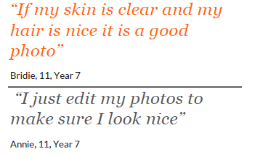 “If my skin is clear and my
hair is nice it is a good
photo”
Bridie, 11, Year 7
“I just edit my photos to
make sure I look nice”
Annie, 11, Year 7